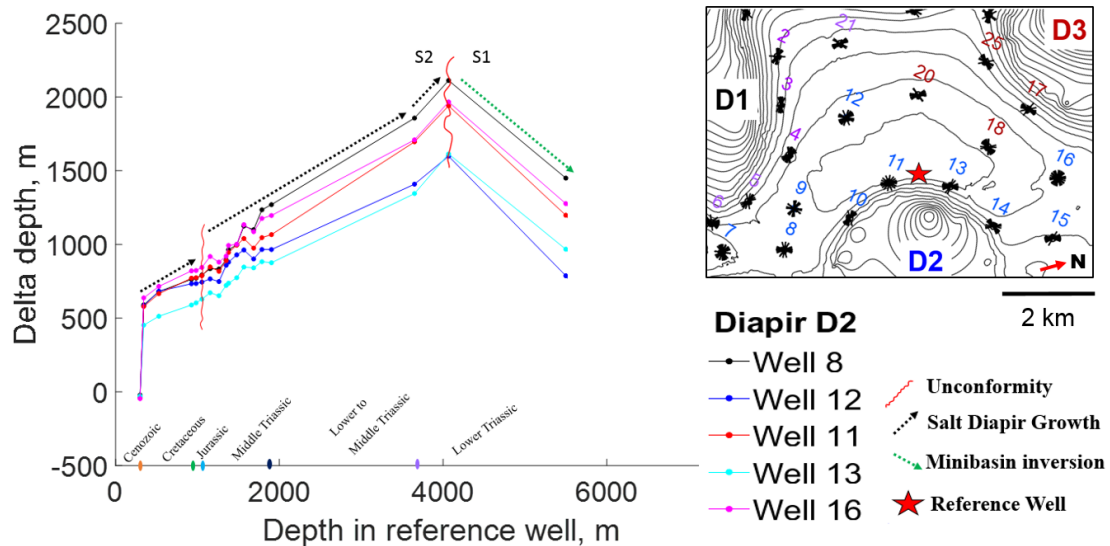 2500
2000
1500
1000
500
0
-500
0
2000
4000
6000
Delta depth, m
Depth in reference well, m
S2
S1
Cenozoic
Cretaceous
Jurassic
Middle Triassic
Lower to
Middle Triassic
Lower Triassic
D1
D2
D3
2
21
25
3
12
20
17
4
18
5
11
13
16
6
9
10
14
7
8
15
N
2 km
Diapir D2
Well 8
Well 12
Well 11
Well 13
Well 16
Unconformity
Salt Diapir Growth
Minibasin inversion
Reference Well